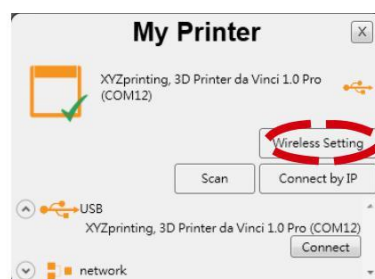 My Printer
X
XYZprinting, 3D Printer da Vinci 1.0 Pro
(COM12)
Wireless Setting
Scan
Connect by IP
USB
XYZprinting, 3D Printer da Vinci 1.0 Pro (COM12)
Connect
network